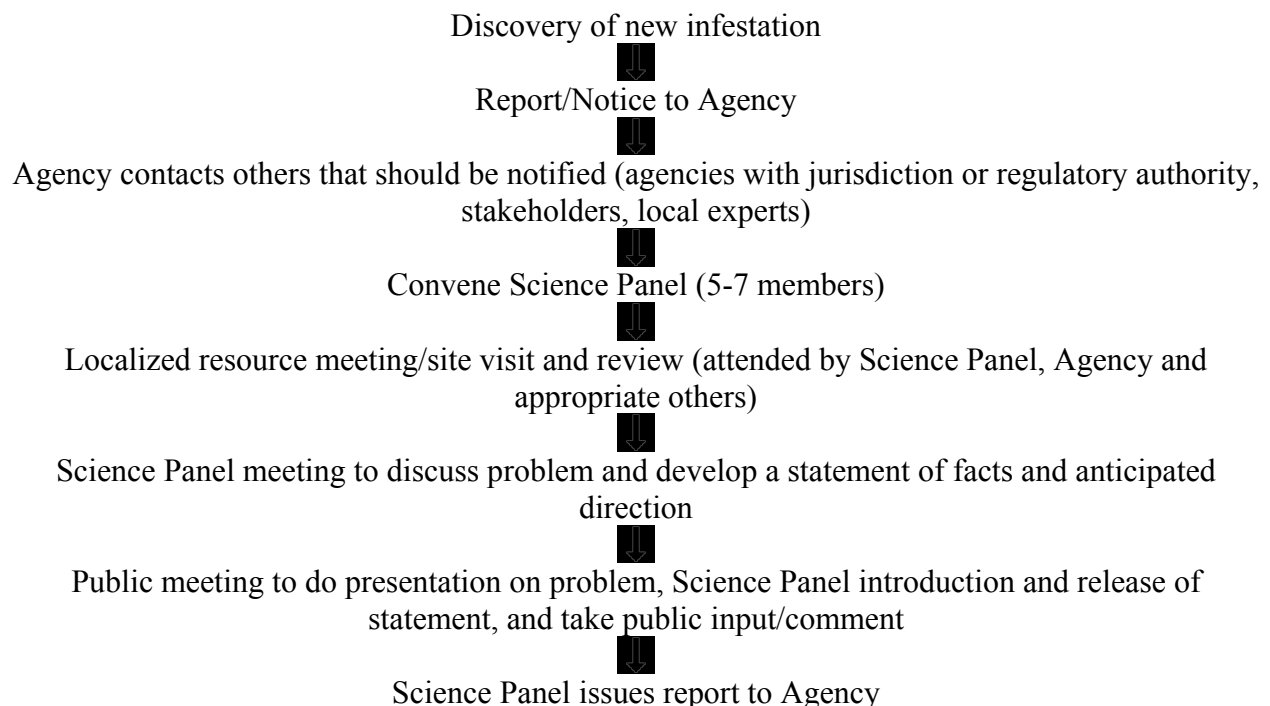 Discovery of new infestation
Report/Notice to Agency
Agency contacts others that should be notified (agencies with jurisdiction or regulatory authority,
stakeholders, local experts)
Convene Science Panel (5-7 members)
Localized resource meeting/site visit and review (attended by Science Panel, Agency and
appropriate others)
Science Panel meeting to discuss problem and develop a statement of facts and anticipated
direction
Public meeting to do presentation on problem, Science Panel introduction and release of
statement, and take public input/comment
Science Panel issues report to Agency